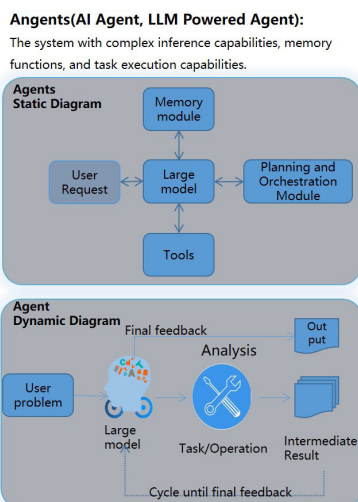 Angents(AI Agent, LLM Powered Agent):
The system with complex inference capabilities, memory
functions, and task execution capabilities.
Agents
Static Diagram
Memory
module
User
Request
Large
model
Planning and
Orchestration
Module
Tools
Agent
Dynamic Diagram
Final feedback
Out
put
Analysis
User
problem
Large
model
Task/Operation
Intermediate
Result
Cycle until final feedback